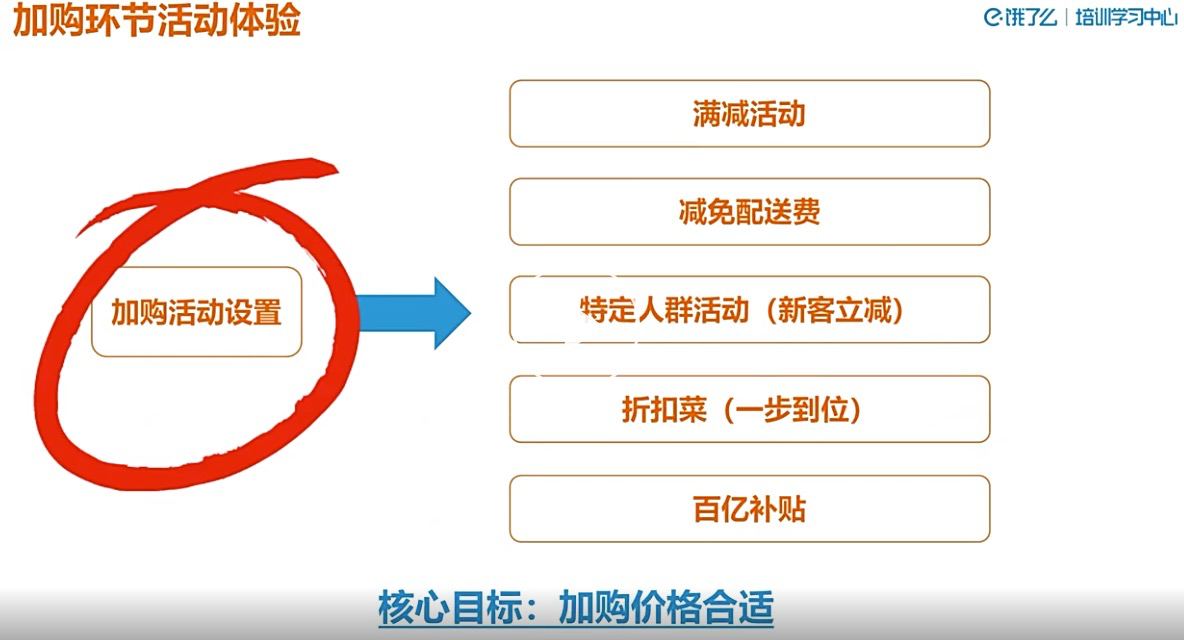 加购环节活动体验
饿了么｜培训学习中心
满减活动
减免配送费
加购活动设置
特定人群活动（新客立减）
折扣菜（一步到位）
百亿补贴
核心目标：加购价格合适